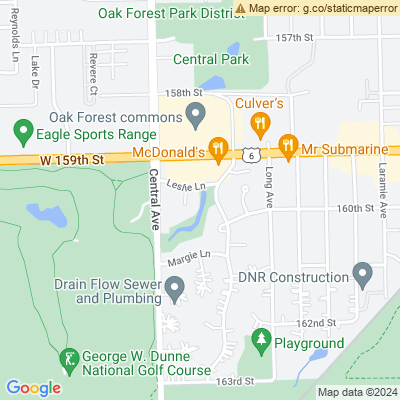 Map error: g.co/staticmaperror
Oak Forest Park District
157th St
Reynolds Ln
Lake Dr
Revere Ct
Central Park
158th St
Culver's
Oak Forest commons
Eagle Sports Range
W 159th St
McDonald's
6
Mr Submarine
Leslie Ln
Central Ave
Long Ave
Laramie Ave
160th St
Margie Ln
Drain Flow Sewer
and Plumbing
DNR Construction
162nd St
Playground
George W. Dunne
National Golf Course
163rd St
Google
Map data ©2024